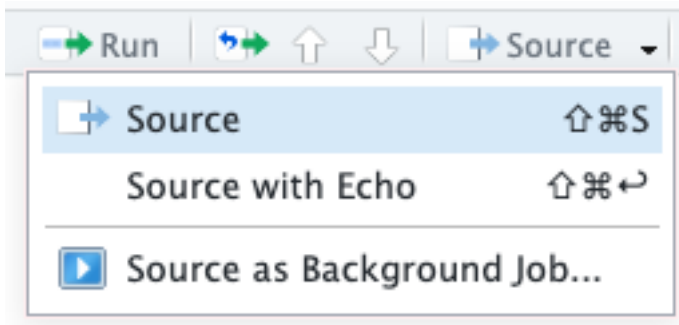 Run Source
Source ⇧⌘S
Source with Echo ⇧⌘↩
Source as Background Job...